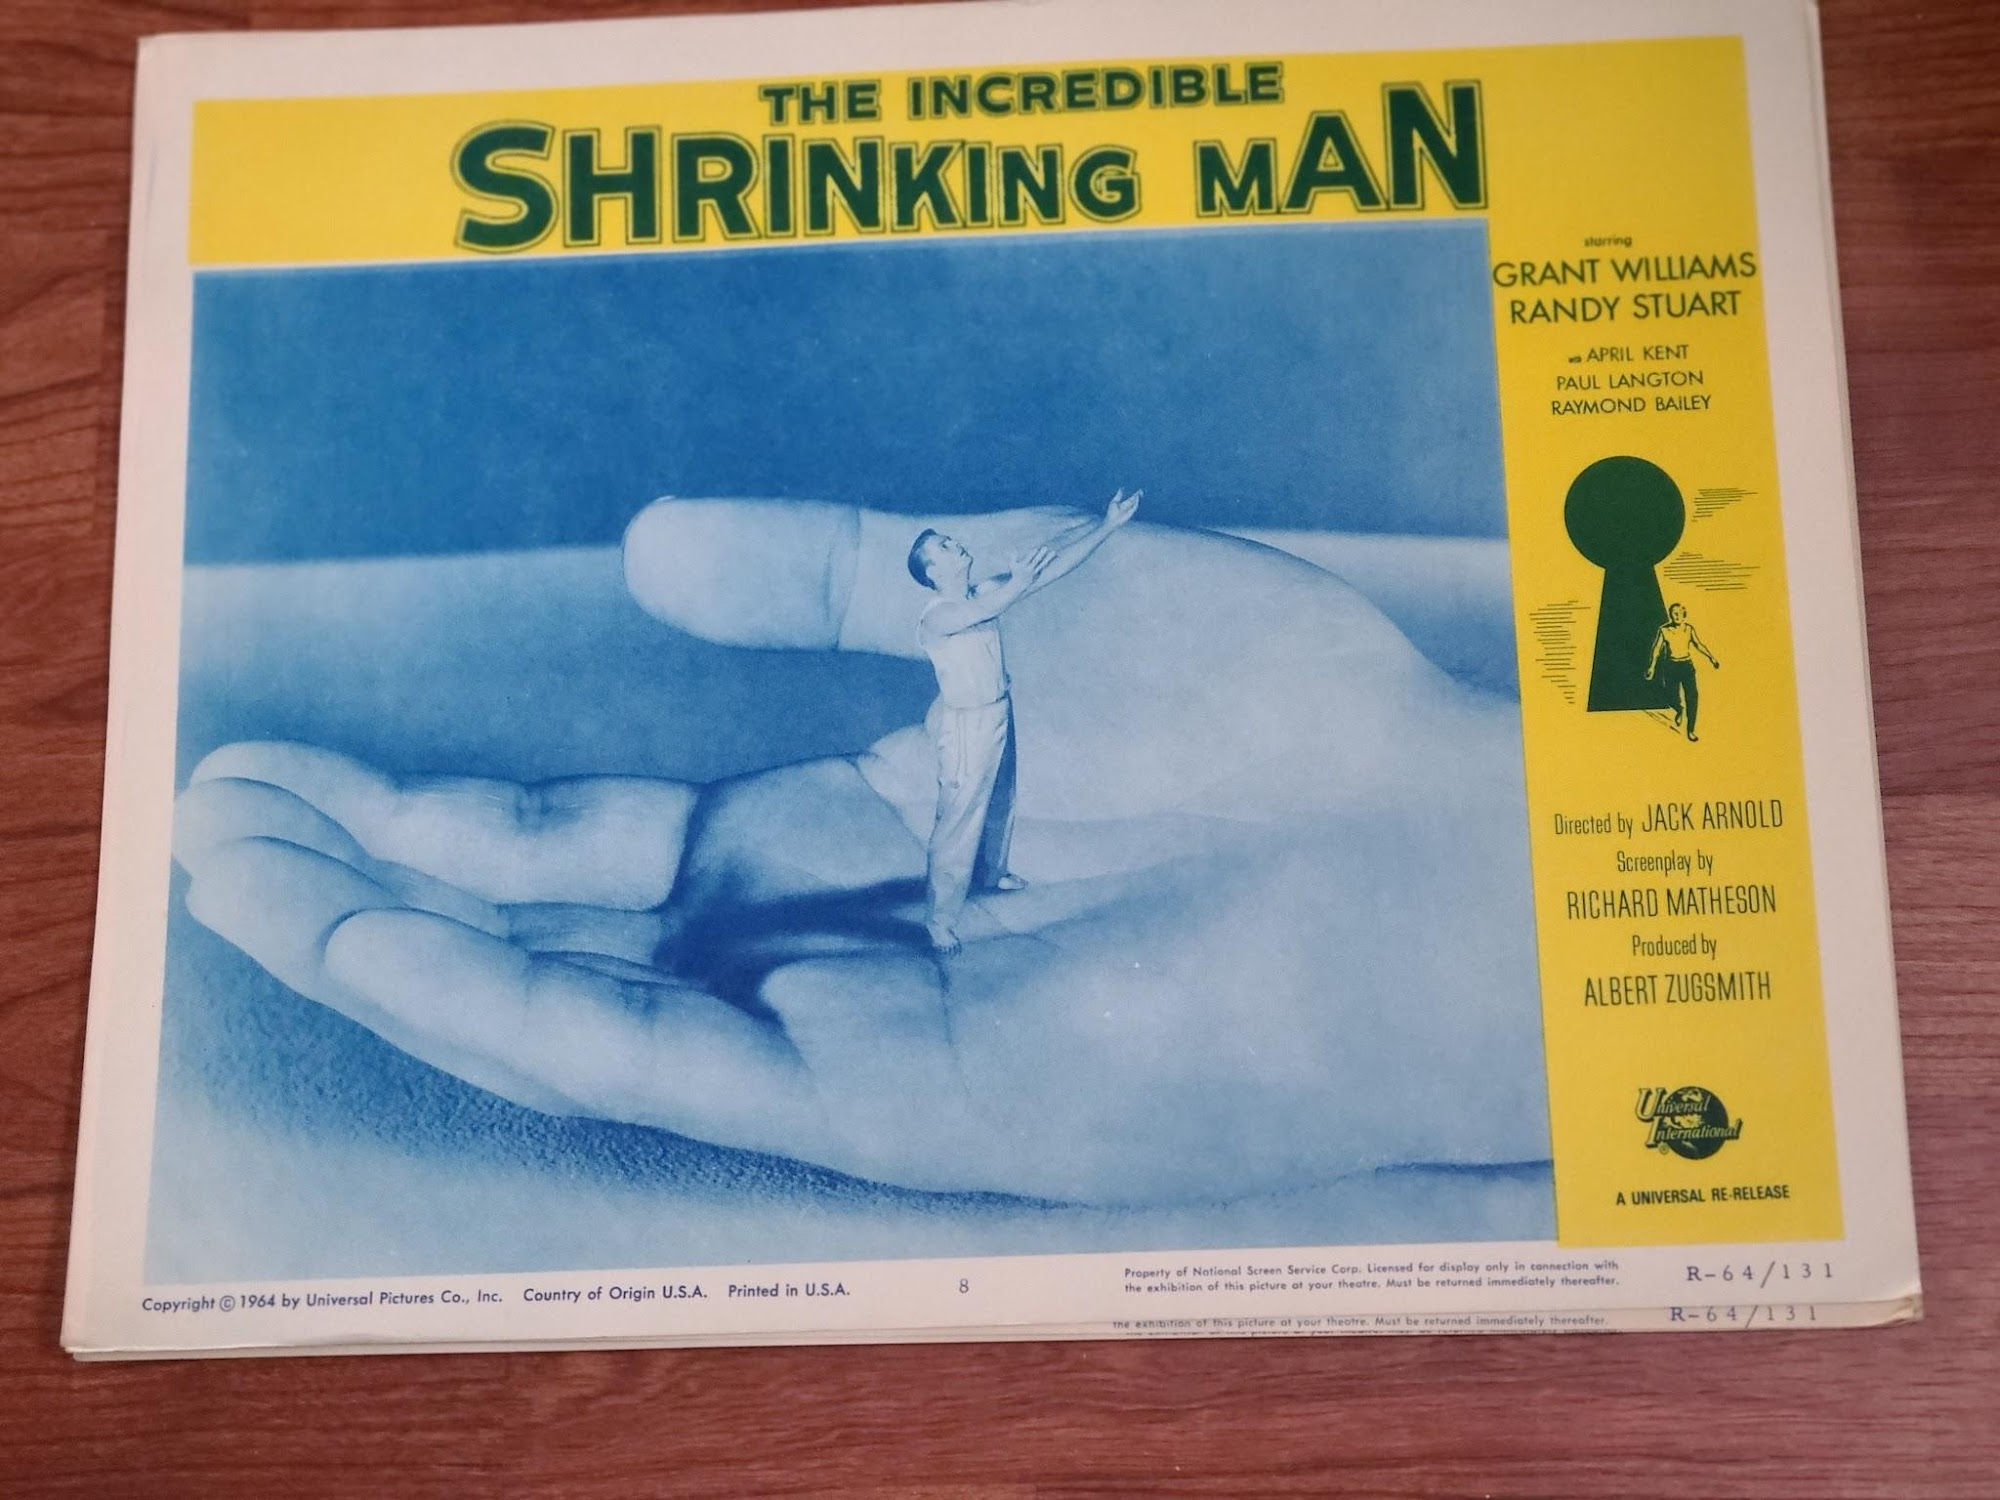 THE INCREDIBLE
SHRINKING MAN
starring
GRANT WILLIAMS
RANDY STUART
with APRIL KENT
PAUL LANGTON
RAYMOND BAILEY
Directed by JACK ARNOLD
Screenplay by
RICHARD MATHESON
Produced by
ALBERT ZUGSMITH
Universal
International
®
A UNIVERSAL RE-RELEASE
Copyright © 1964 by Universal Pictures Co., Inc. Country of Origin U.S.A. Printed in U.S.A.
8
Property of National Screen Service Corp. Licensed for display only in connection with
the exhibition of this picture at your theatre. Must be returned immediately thereafter.
R-64/131
the exhibition of this picture at your theatre. Must be returned immediately thereafter.
R-64/131